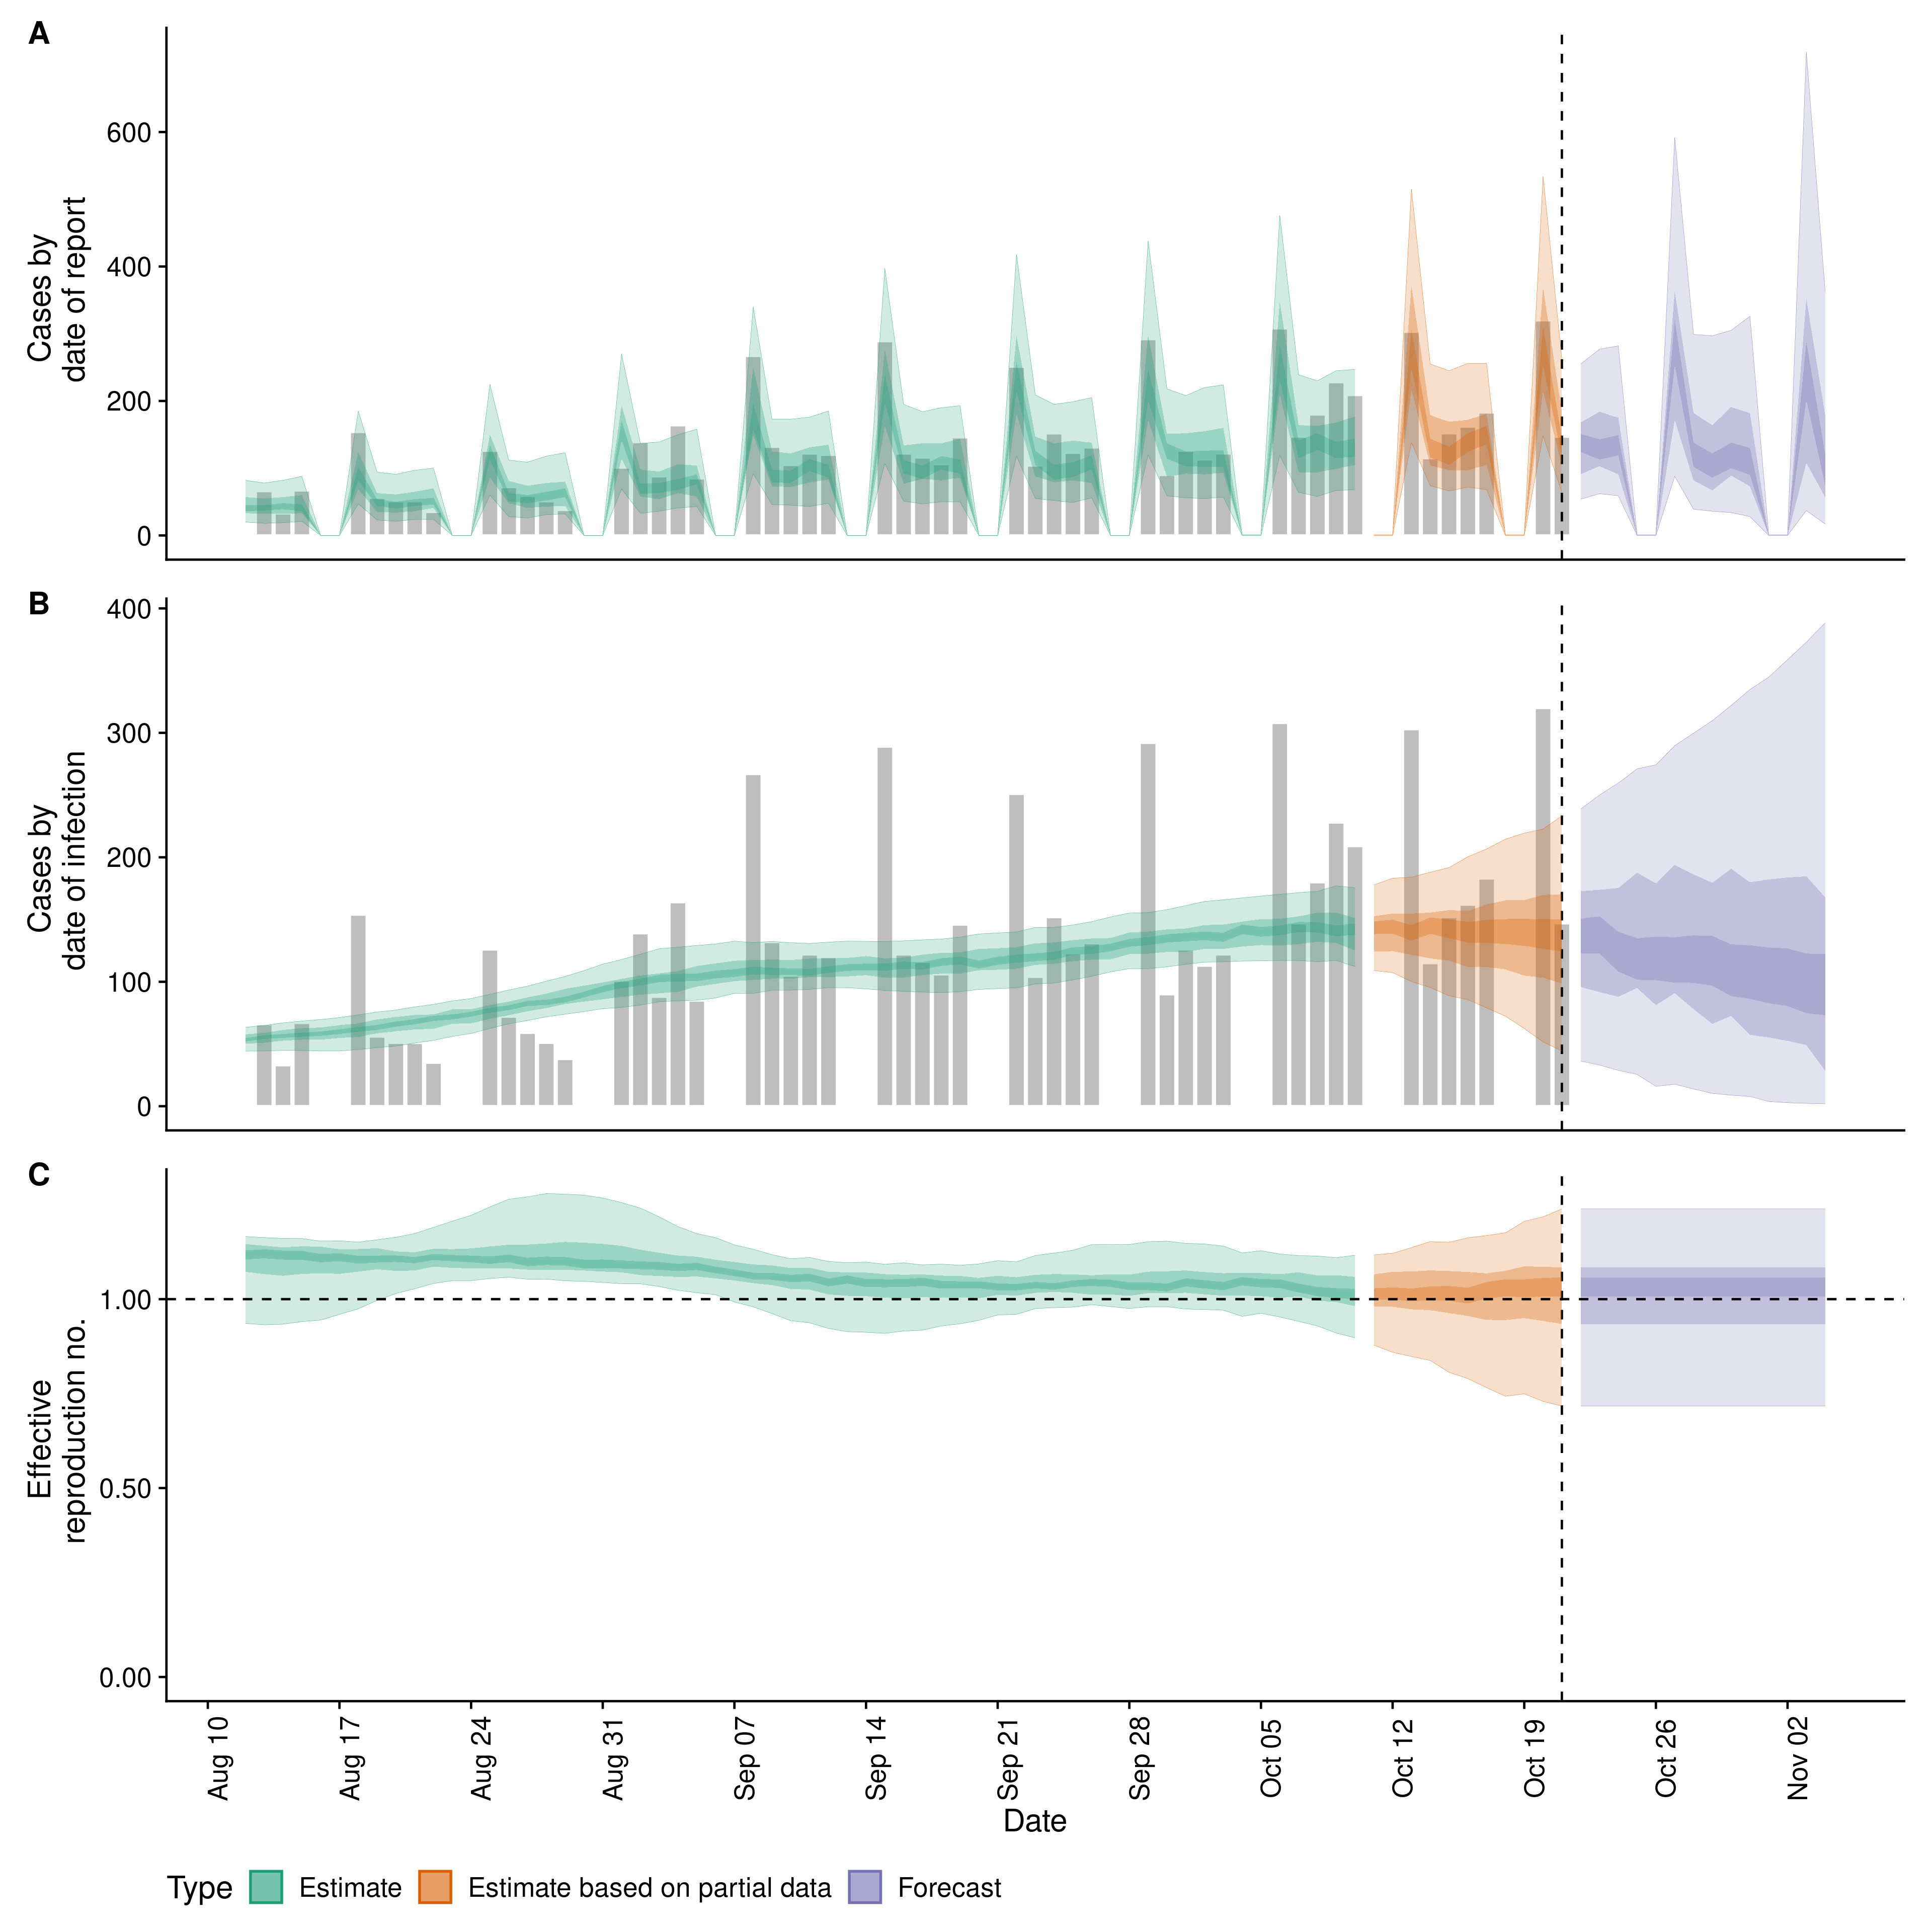 A
Cases by
date of report
600
400
200
0
B
Cases by
date of infection
400
300
200
100
0
C
Effective
reproduction no.
1.00
0.50
0.00
Aug 10
Aug 17
Aug 24
Aug 31
Sep 07
Sep 14
Sep 21
Sep 28
Oct 05
Oct 12
Oct 19
Oct 26
Nov 02
Date
Type Estimate Estimate based on partial data Forecast